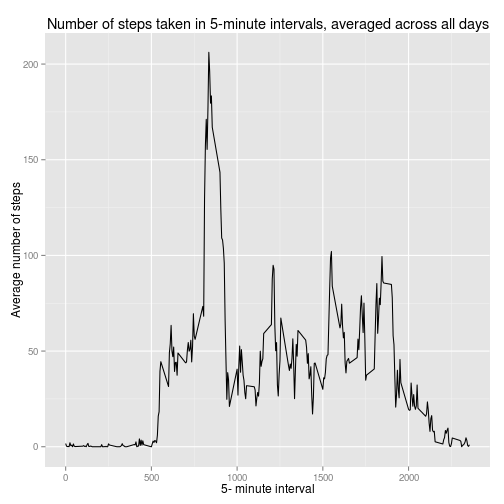 Number of steps taken in 5-minute intervals, averaged across all days
Average number of steps
200
150
100
50
0
0 500 1000 1500 2000
5- minute interval